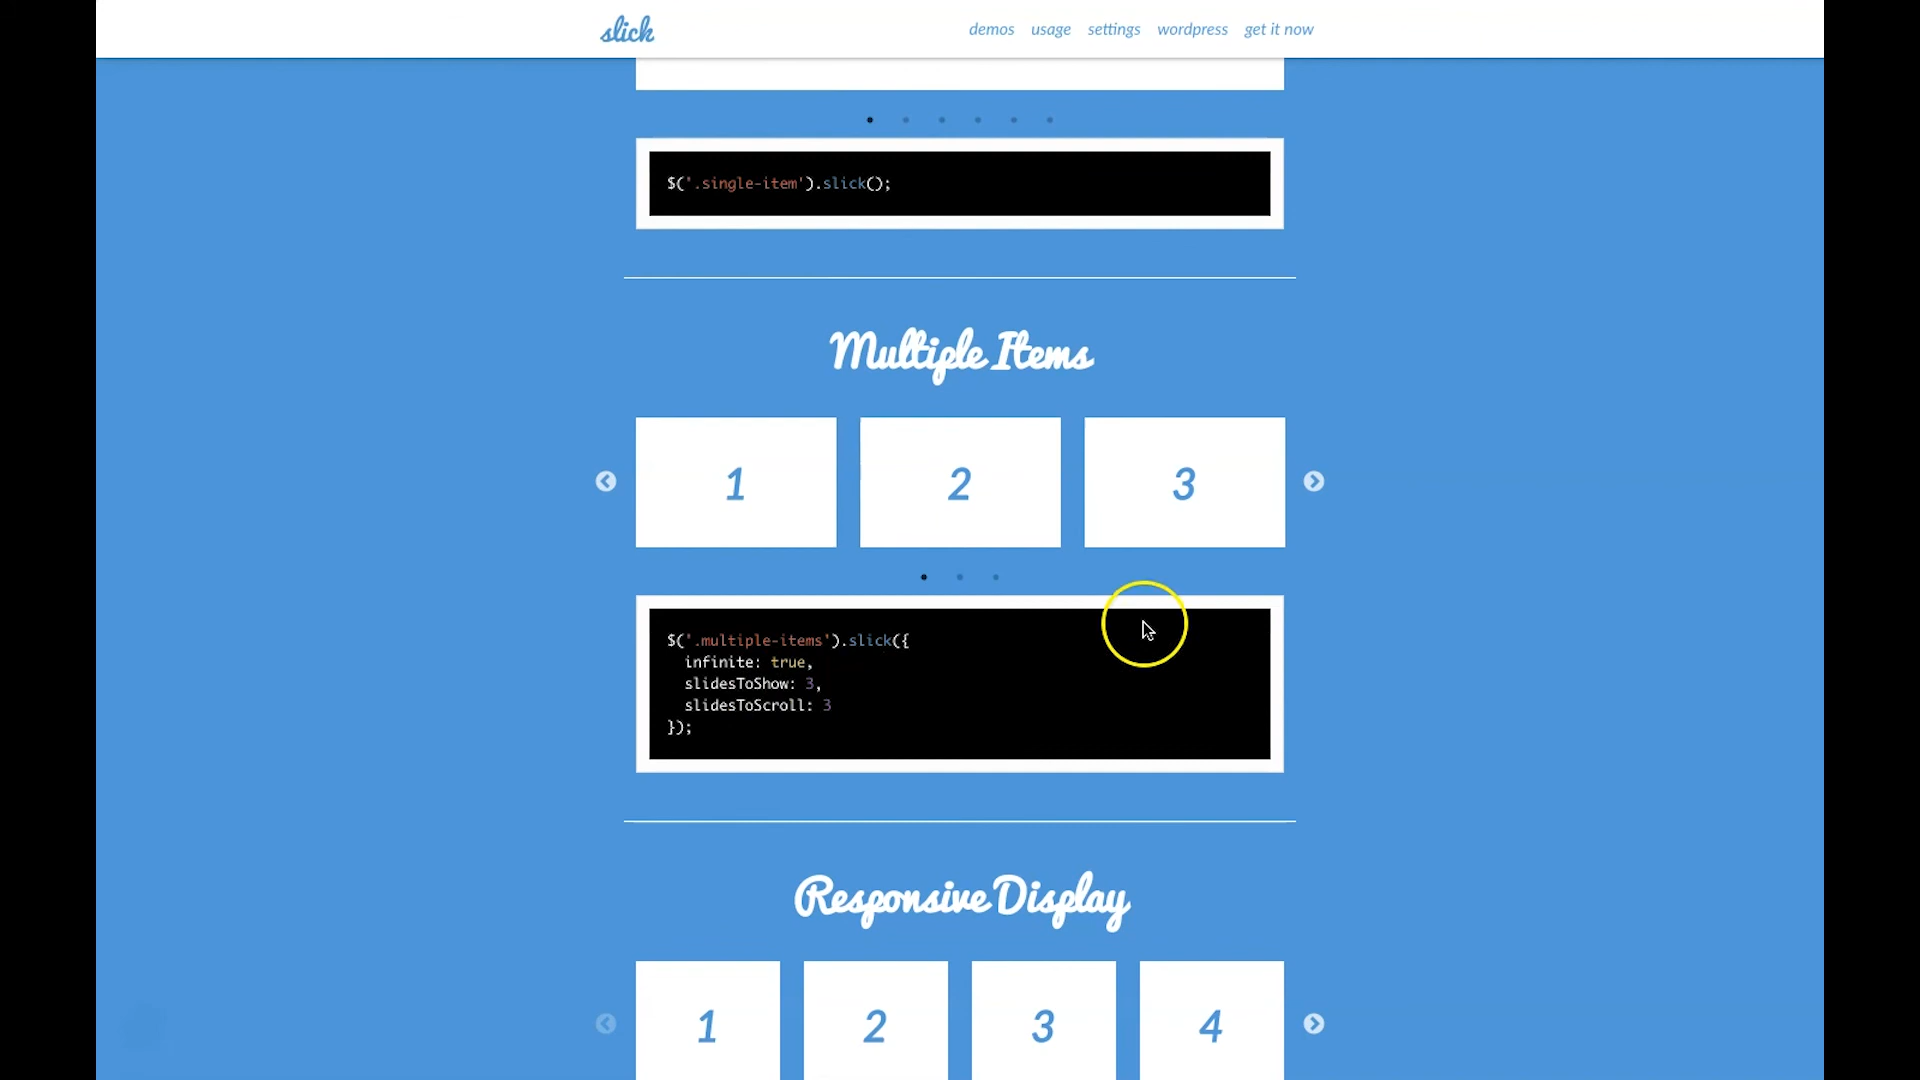 slick
demos usage settings wordpress get it now
$('.single-item').slick();
Multiple Items
1 2 3
$('.multiple-items').slick({
  infinite: true,
  slidesToShow: 3,
  slidesToScroll: 3
});
Responsive Display
1 2 3 4